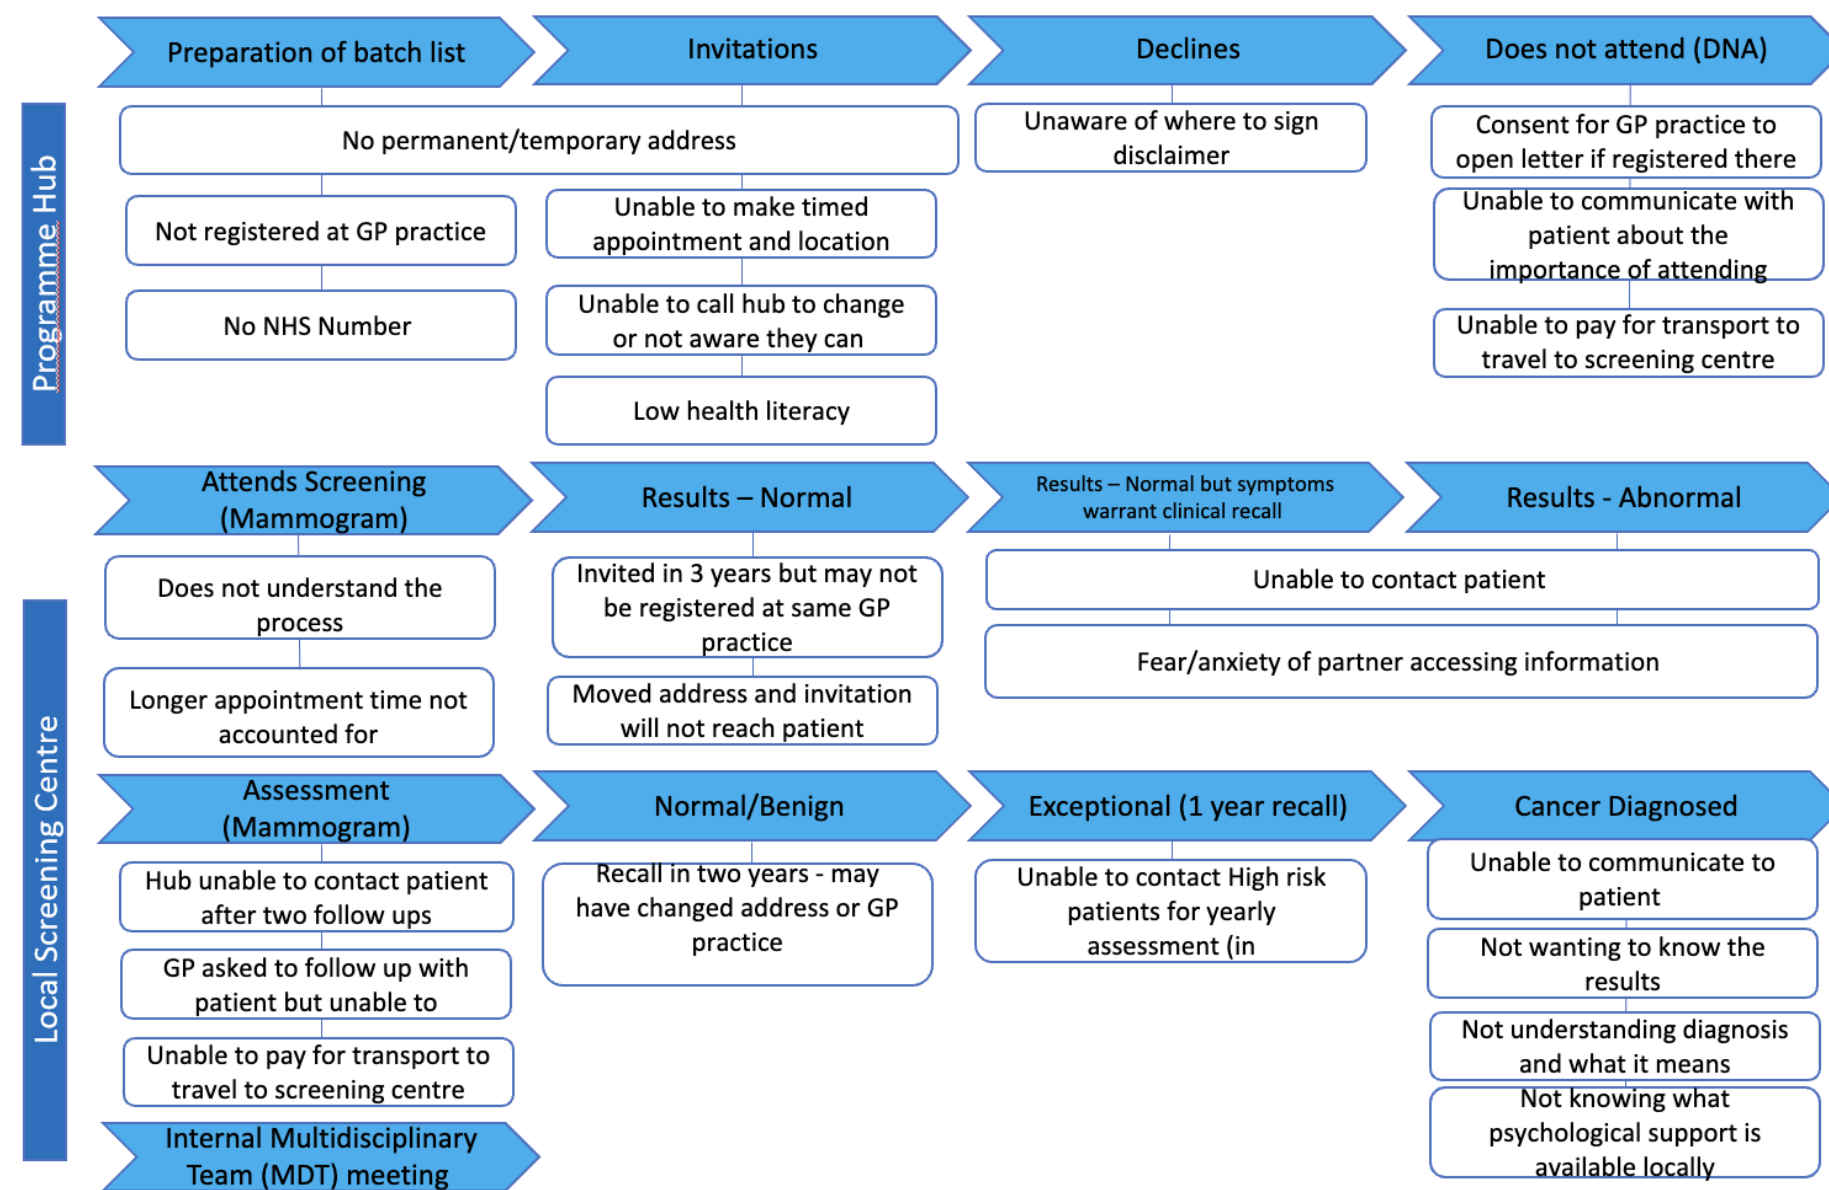 Preparation of batch list
Invitations
Declines
Does not attend (DNA)
Programme Hub
No permanent/temporary address
Not registered at GP practice
No NHS Number
Unable to make timed
appointment and location
Unable to call hub to change
or not aware they can
Low health literacy
Unaware of where to sign
disclaimer
Consent for GP practice to
open letter if registered there
Unable to communicate with
patient about the
importance of attending
Unable to pay for transport to
travel to screening centre
Local Screening Centre
Attends Screening
(Mammogram)
Results – Normal
Results – Normal but symptoms
warrant clinical recall
Results - Abnormal
Does not understand the
process
Longer appointment time not
accounted for
Invited in 3 years but may not
be registered at same GP
practice
Moved address and invitation
will not reach patient
Unable to contact patient
Fear/anxiety of partner accessing information
Assessment
(Mammogram)
Normal/Benign
Exceptional (1 year recall)
Cancer Diagnosed
Hub unable to contact patient
after two follow ups
GP asked to follow up with
patient but unable to
Unable to pay for transport to
travel to screening centre
Recall in two years - may
have changed address or GP
practice
Unable to contact High risk
patients for yearly
assessment (in
Unable to communicate to
patient
Not wanting to know the
results
Not understanding diagnosis
and what it means
Not knowing what
psychological support is
available locally
Internal Multidisciplinary
Team (MDT) meeting